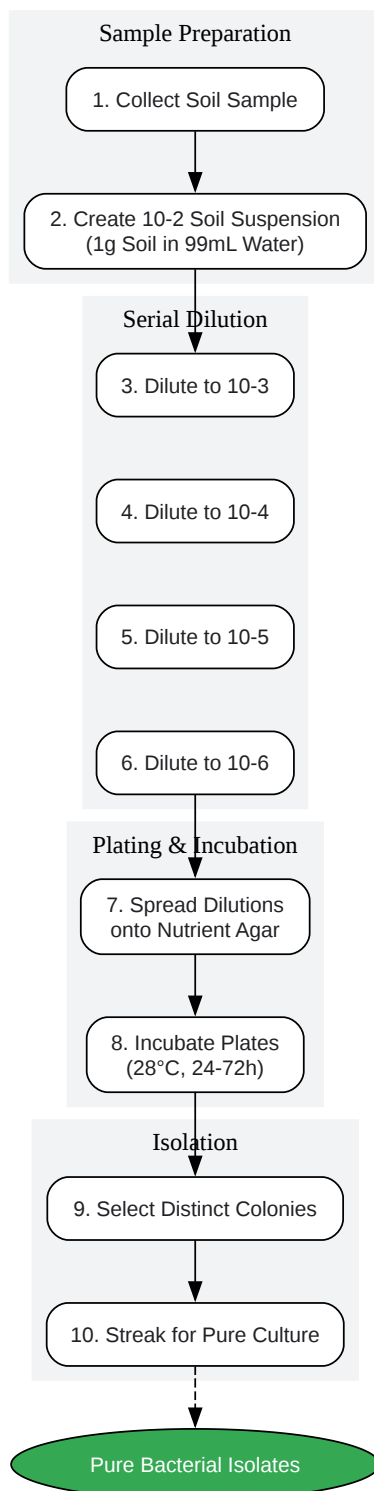 Sample Preparation
1. Collect Soil Sample
2. Create 10-2 Soil Suspension
(1g Soil in 99mL Water)
Serial Dilution
3. Dilute to 10-3
4. Dilute to 10-4
5. Dilute to 10-5
6. Dilute to 10-6
Plating & Incubation
7. Spread Dilutions
onto Nutrient Agar
8. Incubate Plates
(28°C, 24-72h)
Isolation
9. Select Distinct Colonies
10. Streak for Pure Culture
Pure Bacterial Isolates